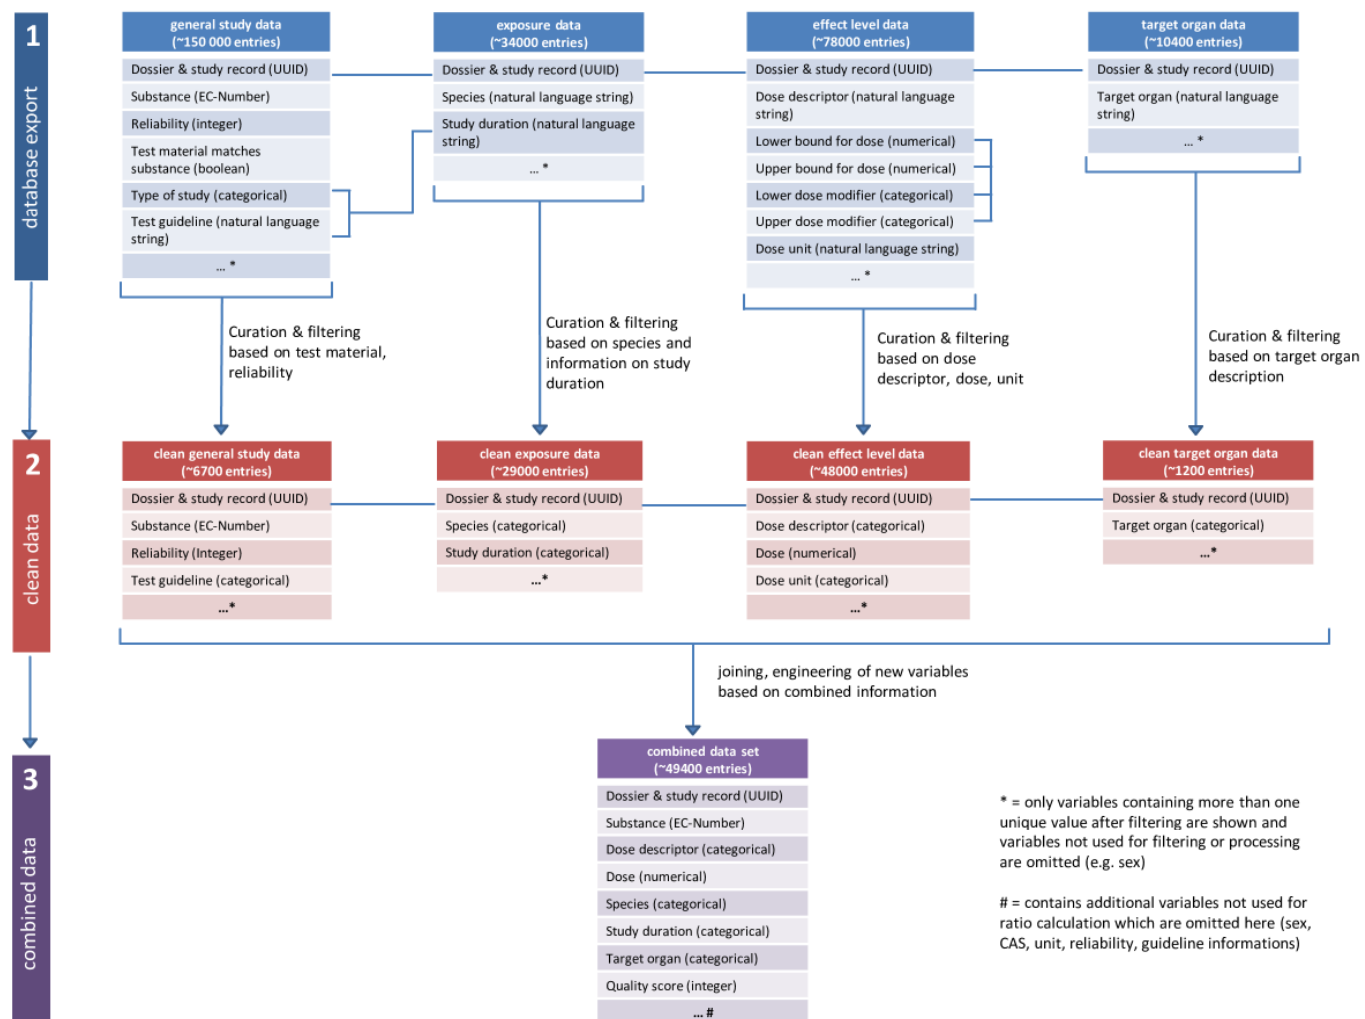 1
database export
general study data
(~150 000 entries)
Dossier & study record (UUID)
Substance (EC-Number)
Reliability (integer)
Test material matches
substance (boolean)
Type of study (categorical)
Test guideline (natural language
string)
... *
exposure data
(~34000 entries)
Dossier & study record (UUID)
Species (natural language string)
Study duration (natural language
string)
... *
effect level data
(~78000 entries)
Dossier & study record (UUID)
Dose descriptor (natural language
string)
Lower bound for dose (numerical)
Upper bound for dose (numerical)
Lower dose modifier (categorical)
Upper dose modifier (categorical)
Dose unit (natural language string)
... *
target organ data
(~10400 entries)
Dossier & study record (UUID)
Target organ (natural language
string)
... *
Curation & filtering
based on test material,
reliability
Curation & filtering
based on species and
information on study
duration
Curation & filtering
based on dose
descriptor, dose, unit
Curation & filtering
based on target organ
description
2
clean data
clean general study data
(~6700 entries)
Dossier & study record (UUID)
Substance (EC-Number)
Reliability (Integer)
Test guideline (categorical)
...*
clean exposure data
(~29000 entries)
Dossier & study record (UUID)
Species (categorical)
Study duration (categorical)
...*
clean effect level data
(~48000 entries)
Dossier & study record (UUID)
Dose descriptor (categorical)
Dose (numerical)
Dose unit (categorical)
...*
clean target organ data
(~1200 entries)
Dossier & study record (UUID)
Target organ (categorical)
...*
joining, engineering of new variables
based on combined information
3
combined data
combined data set
(~49400 entries)
Dossier & study record (UUID)
Substance (EC-Number)
Dose descriptor (categorical)
Dose (numerical)
Species (categorical)
Study duration (categorical)
Target organ (categorical)
Quality score (integer)
... #
* = only variables containing more than one
unique value after filtering are shown and
variables not used for filtering or processing
are omitted (e.g. sex)
# = contains additional variables not used for
ratio calculation which are omitted here (sex,
CAS, unit, reliability, guideline informations)